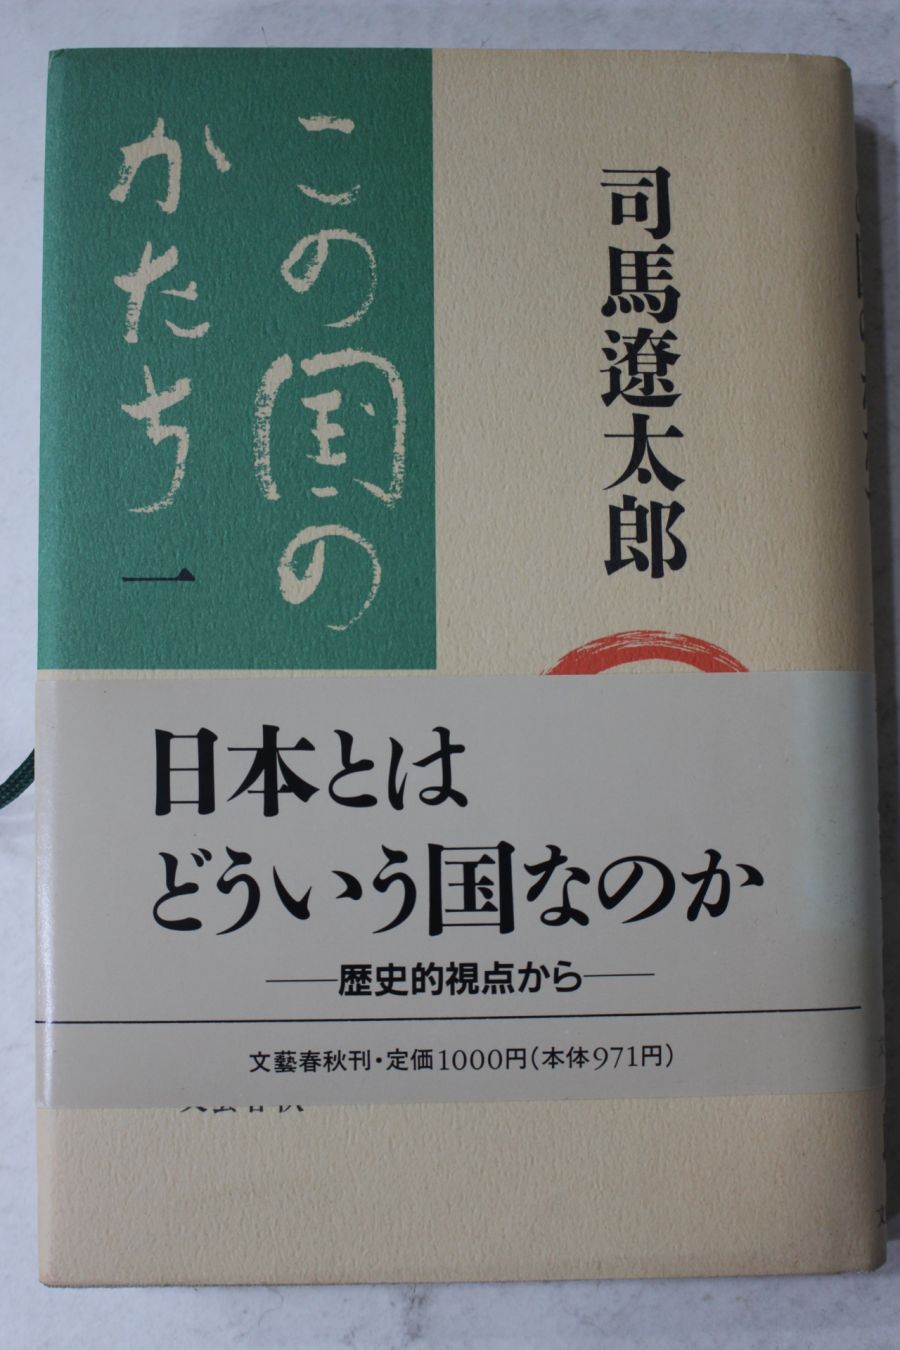 司馬遼太郎
この国の
かたち
一
日本とは
どういう国なのか
──歴史的視点から──
文藝春秋刊・定価1000円(本体971円)